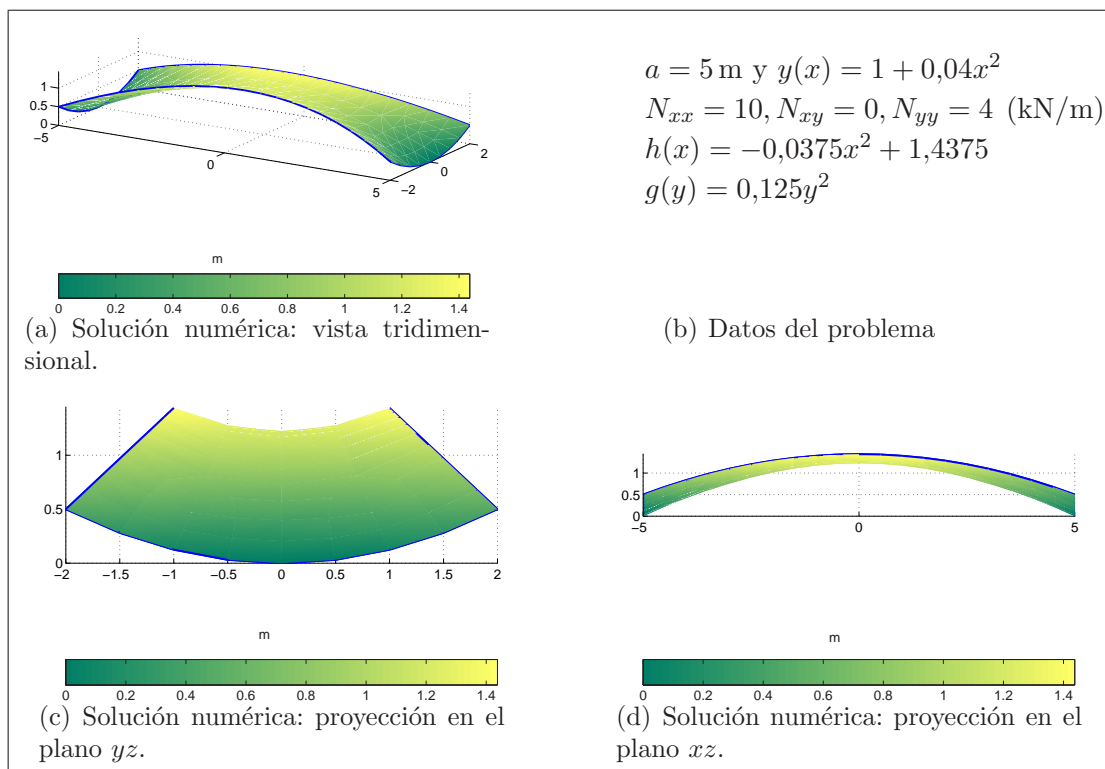 1
0.5
0
−5
0
5
−2
0
2
m
0 0.2 0.4 0.6 0.8 1 1.2 1.4
(a) Solución numérica: vista tridimen-
sional.
a = 5 m y y(x) = 1 + 0,04x²
Nₓₓ = 10, Nₓᵧ = 0, Nᵧᵧ = 4 (kN/m)
h(x) = −0,0375x² + 1,4375
g(y) = 0,125y²
(b) Datos del problema
1
0.5
0
−2 −1.5 −1 −0.5 0 0.5 1 1.5 2
m
0 0.2 0.4 0.6 0.8 1 1.2 1.4
(c) Solución numérica: proyección en el
plano yz.
1
0.5
0
−5 0 5
m
0 0.2 0.4 0.6 0.8 1 1.2 1.4
(d) Solución numérica: proyección en el
plano xz.